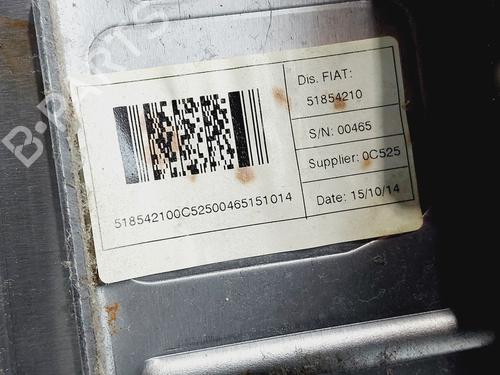 B-PARTS
Dis. FIAT:
51854210
S/N: 00465
Supplier: 0C525
Date: 15/10/14
518542100C52500465151014